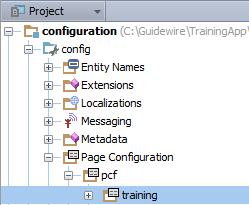 Project
configuration (C:\Guidewire\TrainingApp\
config
Entity Names
Extensions
Localizations
Messaging
Metadata
Page Configuration
pcf
training